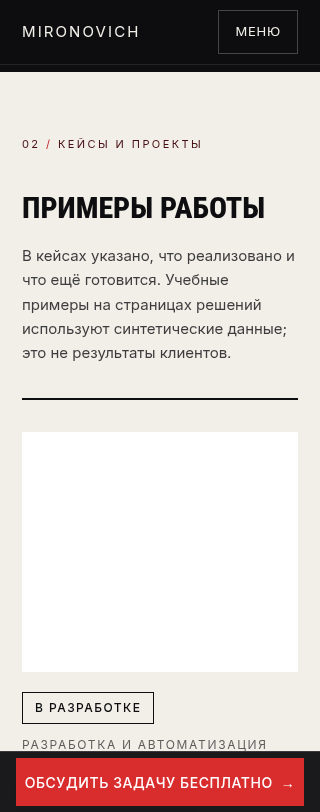 MIRONOVICH
МЕНЮ
02 / КЕЙСЫ И ПРОЕКТЫ
ПРИМЕРЫ РАБОТЫ
В кейсах указано, что реализовано и
что ещё готовится. Учебные
примеры на страницах решений
используют синтетические данные;
это не результаты клиентов.
В РАЗРАБОТКЕ
РАЗРАБОТКА И АВТОМАТИЗАЦИЯ
ОБСУДИТЬ ЗАДАЧУ БЕСПЛАТНО →